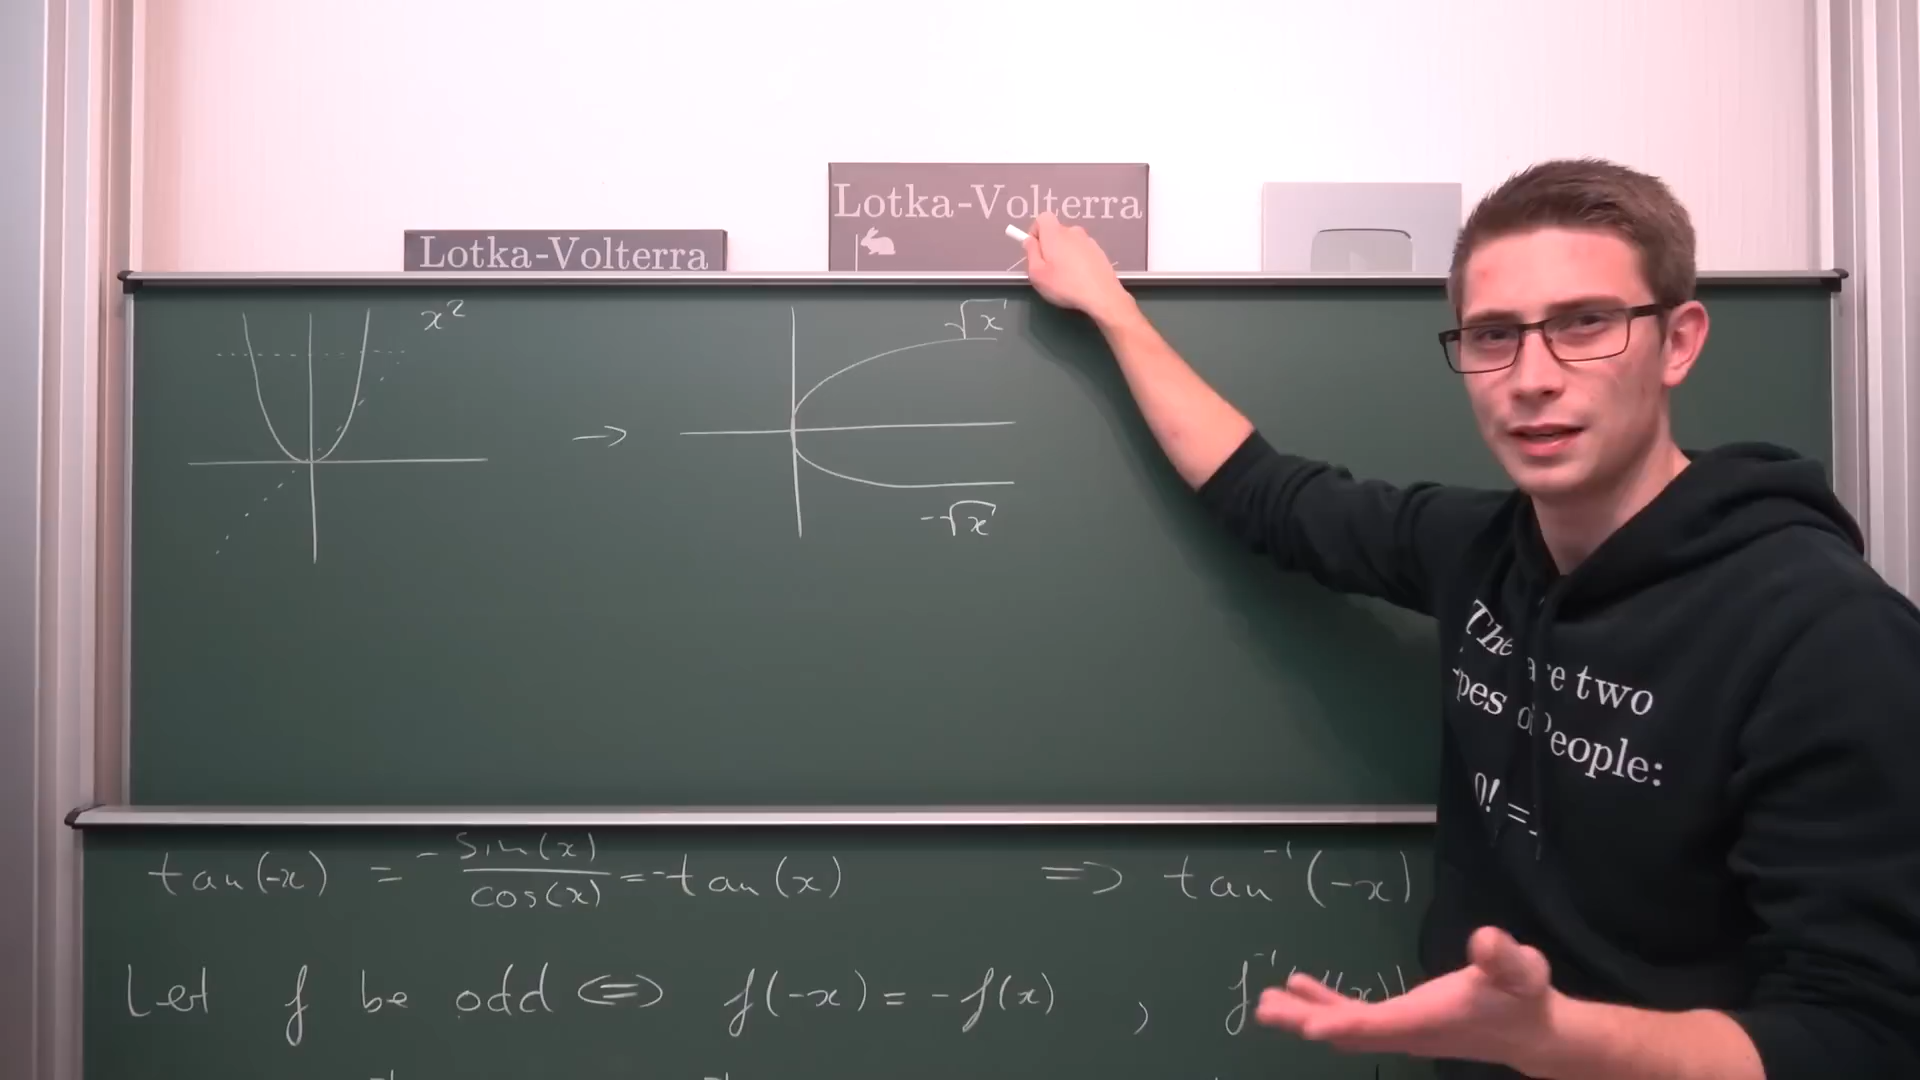 Lotka-Volterra
Lotka-Volterra
x²
√x
-√x
There are two
Types of People:
0! =
tan(-x) = -sin(x)/cos(x) = -tan(x) => tan⁻¹(-x)
Let f be odd <=> f(-x) = -f(x) , f⁻¹